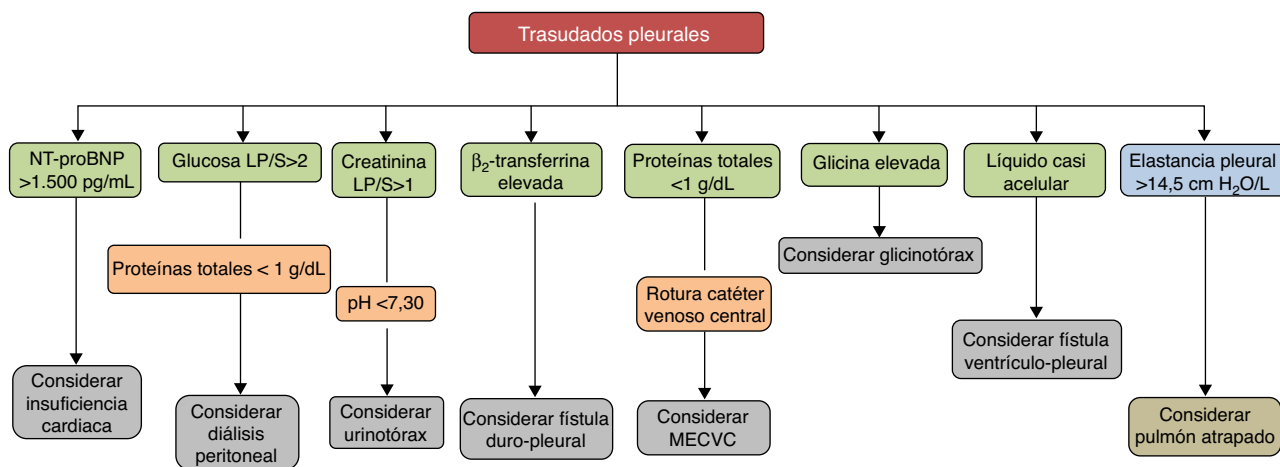 Trasudados pleurales
NT-proBNP
>1.500 pg/mL
Glucosa LP/S>2
Creatinina
LP/S>1
β₂-transferrina
elevada
Proteínas totales
<1 g/dL
Glicina elevada
Líquido casi
acelular
Elastancia pleural
>14,5 cm H₂O/L
Proteínas totales < 1 g/dL
pH <7,30
Rotura catéter
venoso central
Considerar glicinotórax
Considerar fístula
ventrículo-pleural
Considerar
insuficiencia
cardiaca
Considerar
diálisis
peritoneal
Considerar
urinotórax
Considerar fístula
duro-pleural
Considerar
MECVC
Considerar
pulmón atrapado